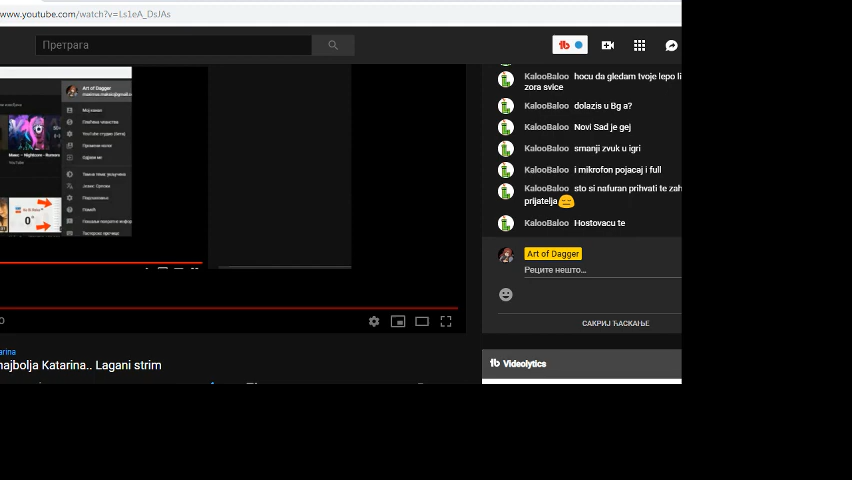 www.youtube.com/watch?v=Ls1eA_DsJAs
Претрага
Art of Dagger
KalooBaloo hocu da gledam tvoje lepo li
zora svice
KalooBaloo dolazis u Bg a?
KalooBaloo Novi Sad je gej
KalooBaloo smanji zvuk u igri
KalooBaloo i mikrofon pojacaj i full
KalooBaloo sto si nafuran prihvati te zah
prijatelja
KalooBaloo Hostovacu te
Art of Dagger
Реците нешто...
САКРИЈ ЋАСКАЊЕ
arina
najbolja Katarina.. Lagani strim
Videolytics